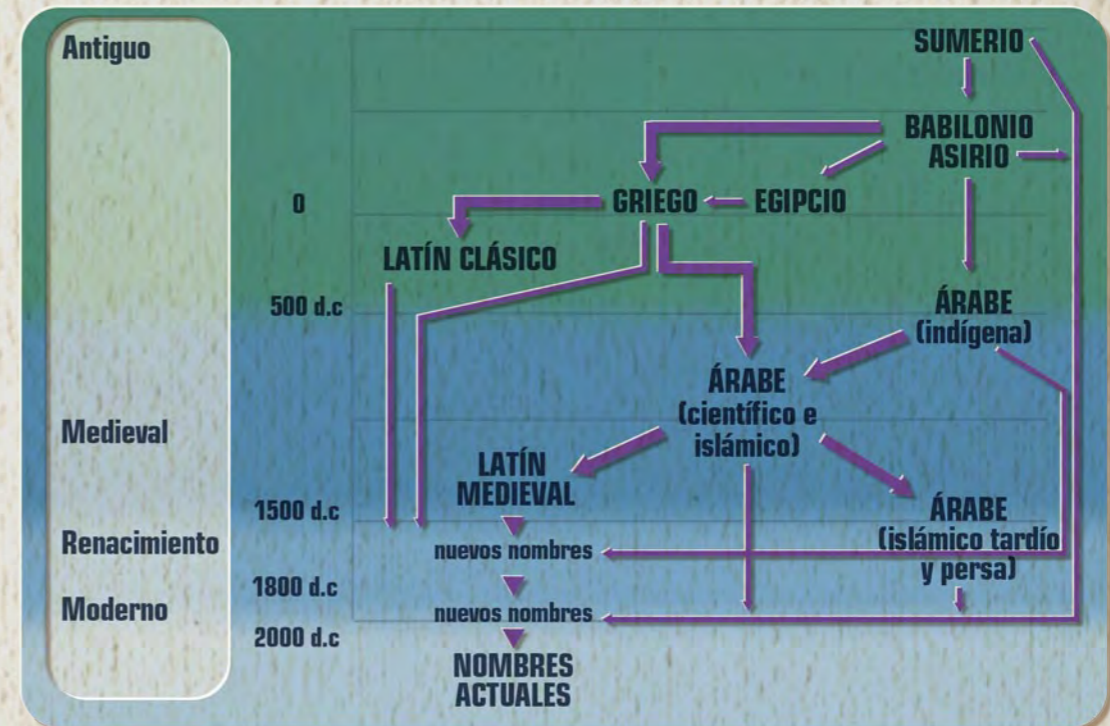 Antiguo
SUMERIO
BABILONIO
ASIRIO
0
GRIEGO
EGIPCIO
LATÍN CLÁSICO
500 d.c
ÁRABE
(indígena)
ÁRABE
(científico e
islámico)
Medieval
LATÍN
MEDIEVAL
1500 d.c
ÁRABE
(islámico tardío
y persa)
Renacimiento
nuevos nombres
1800 d.c
Moderno
nuevos nombres
2000 d.c
NOMBRES
ACTUALES